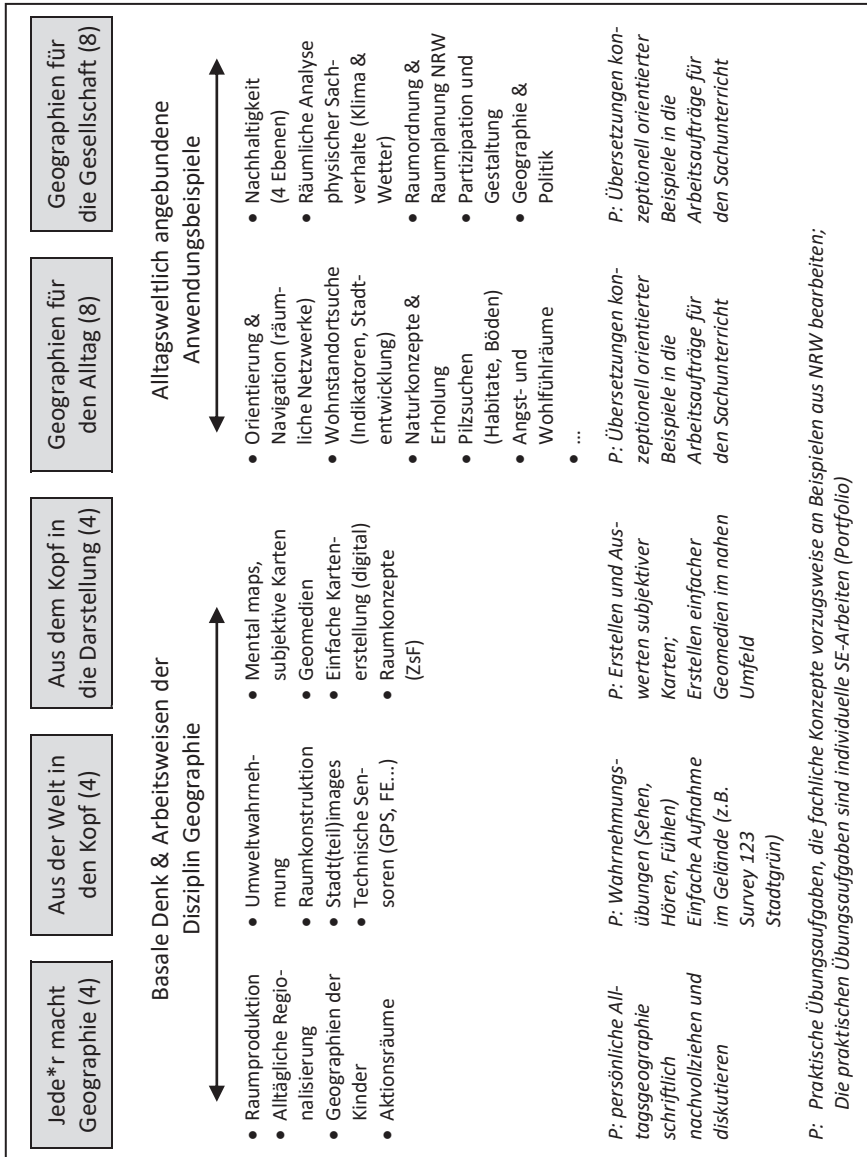 Jede*r macht
Geographie (4)
Aus der Welt in
den Kopf (4)
Aus dem Kopf in
die Darstellung (4)
Geographien für
den Alltag (8)
Geographien für
die Gesellschaft (8)
Basale Denk & Arbeitsweisen der
Disziplin Geographie
Alltagsweltlich angebundene
Anwendungsbeispiele
• Raumproduktion
• Alltägliche Regio-
nalisierung
• Geographien der
Kinder
• Aktionsräume
• Umweltwahrneh-
mung
• Raumkonstruktion
• Stadt(teil)images
• Technische Sen-
soren (GPS, FE...)
• Mental maps,
subjektive Karten
• Geomedien
• Einfache Karten-
erstellung (digital)
• Raumkonzepte
(ZsF)
• Orientierung &
Navigation (räum-
liche Netzwerke)
• Wohnstandortsuche
(Indikatoren, Stadt-
entwicklung)
• Naturkonzepte &
Erholung
• Pilzsuchen
(Habitate, Böden)
• Angst- und
Wohlfühlräume
• ...
• Nachhaltigkeit
(4 Ebenen)
• Räumliche Analyse
physischer Sach-
verhalte (Klima &
Wetter)
• Raumordnung &
Raumplanung NRW
• Partizipation und
Gestaltung
• Geographie &
Politik
P: persönliche All-
tagsgeographie
schriftlich
nachvollziehen und
diskutieren
P: Wahrnehmungs-
übungen (Sehen,
Hören, Fühlen)
Einfache Aufnahme
im Gelände (z.B.
Survey 123
Stadtgrün)
P: Erstellen und Aus-
werten subjektiver
Karten;
Erstellen einfacher
Geomedien im nahen
Umfeld
P: Übersetzungen kon-
zeptionell orientierter
Beispiele in die
Arbeitsaufträge für
den Sachunterricht
P: Übersetzungen kon-
zeptionell orientierter
Beispiele in die
Arbeitsaufträge für
den Sachunterricht
P: Praktische Übungsaufgaben, die fachliche Konzepte vorzugsweise an Beispielen aus NRW bearbeiten;
Die praktischen Übungsaufgaben sind individuelle SE-Arbeiten (Portfolio)